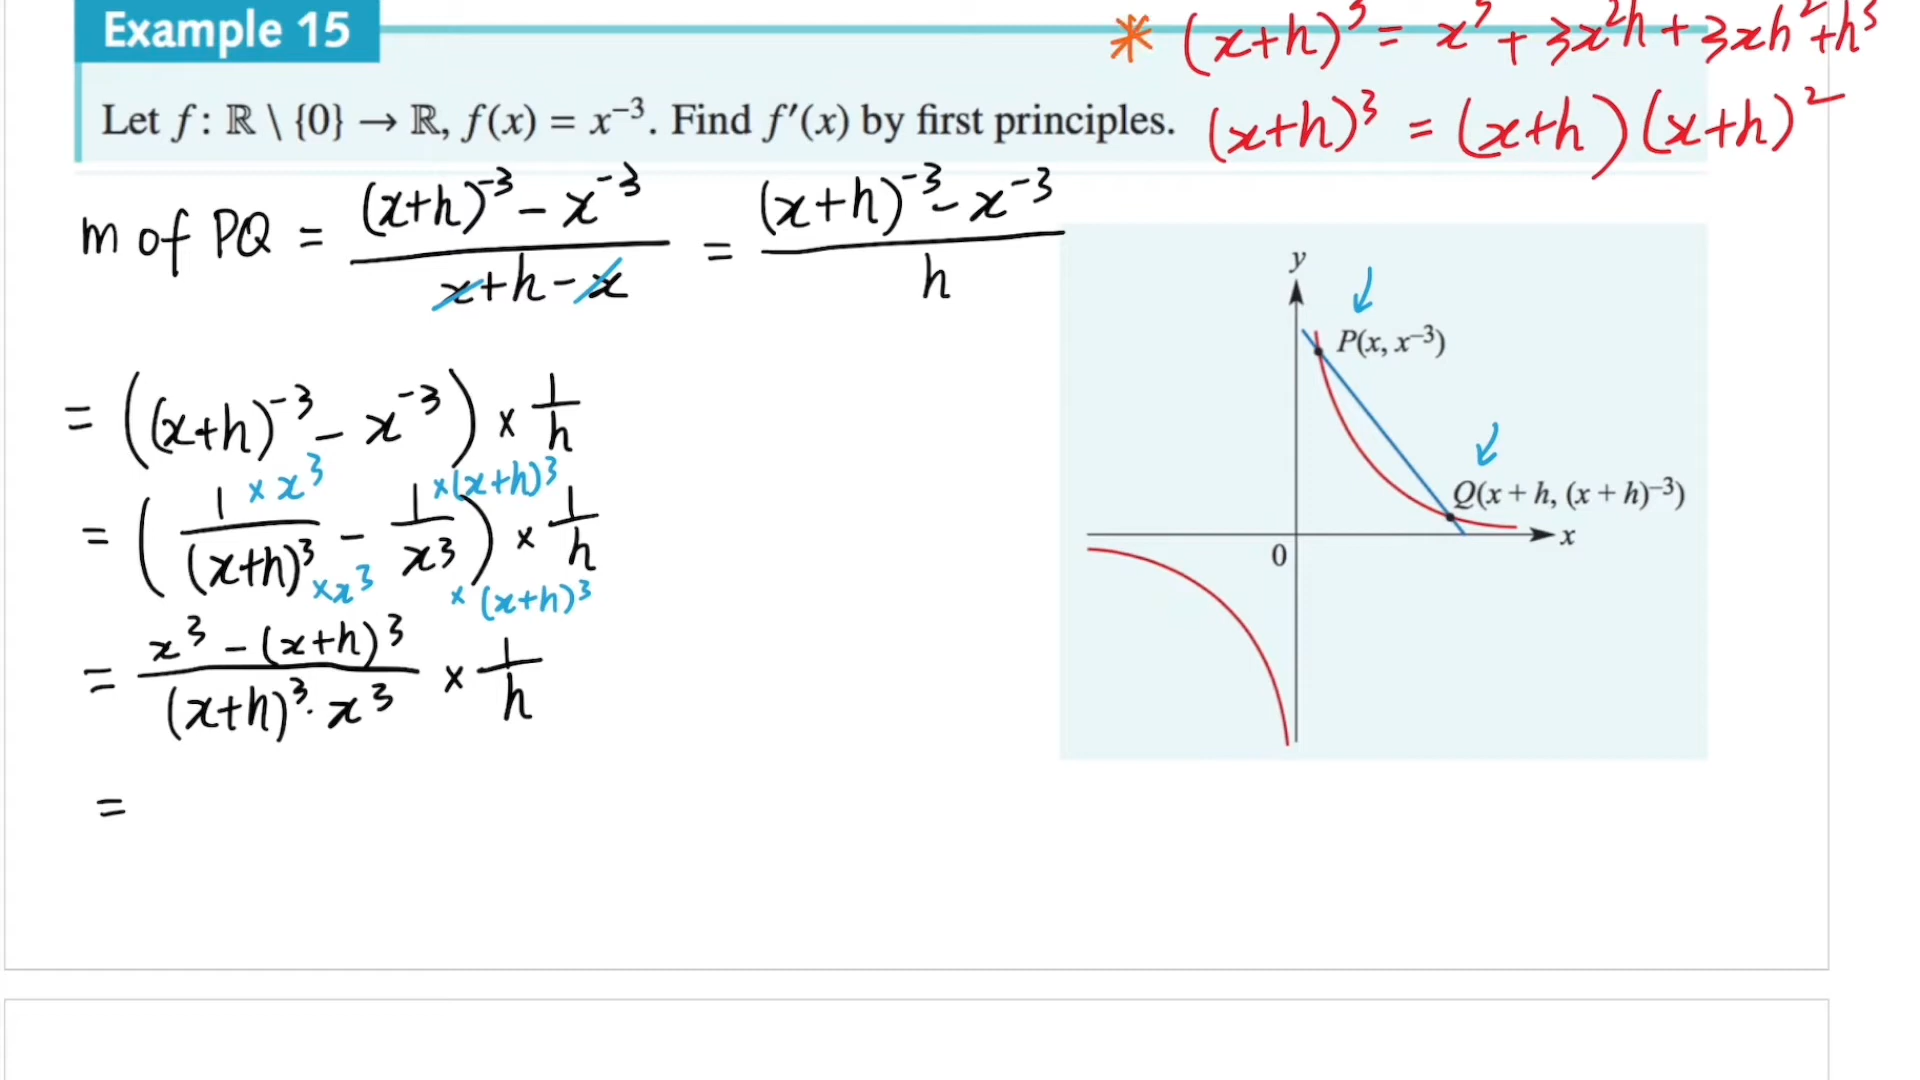 Example 15
* (x+h)³ = x³ + 3x²h + 3xh² + h³
Let f: ℝ \ {0} → ℝ, f(x) = x⁻³. Find f′(x) by first principles.
(x+h)³ = (x+h)(x+h)²
m of PQ = ((x+h)⁻³ − x⁻³)/(x+h−x) = ((x+h)⁻³ − x⁻³)/h
= ((x+h)⁻³ − x⁻³) × 1/h
= (1 ×x³/(x+h)³ ×x³ − 1 ×(x+h)³/x³ ×(x+h)³) × 1/h
= (x³ − (x+h)³)/((x+h)³·x³) × 1/h
=
y
P(x, x⁻³)
Q(x + h, (x + h)⁻³)
x
0